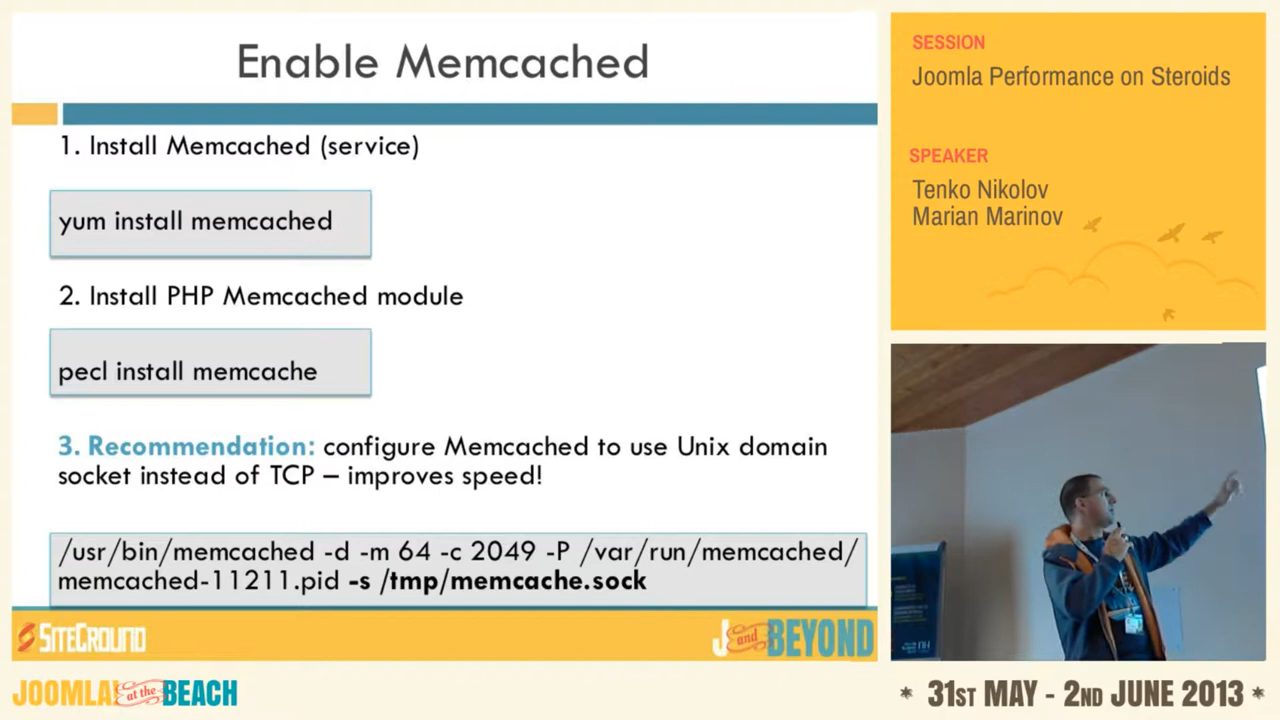 Enable Memcached
1. Install Memcached (service)
yum install memcached
2. Install PHP Memcached module
pecl install memcache
3. Recommendation: configure Memcached to use Unix domain
socket instead of TCP – improves speed!
/usr/bin/memcached -d -m 64 -c 2049 -P /var/run/memcached/
memcached-11211.pid -s /tmp/memcache.sock
SITEGROUND
J and BEYOND
SESSION
Joomla Performance on Steroids
SPEAKER
Tenko Nikolov
Marian Marinov
JOOMLA! at the BEACH
* 31ST MAY - 2ND JUNE 2013 *